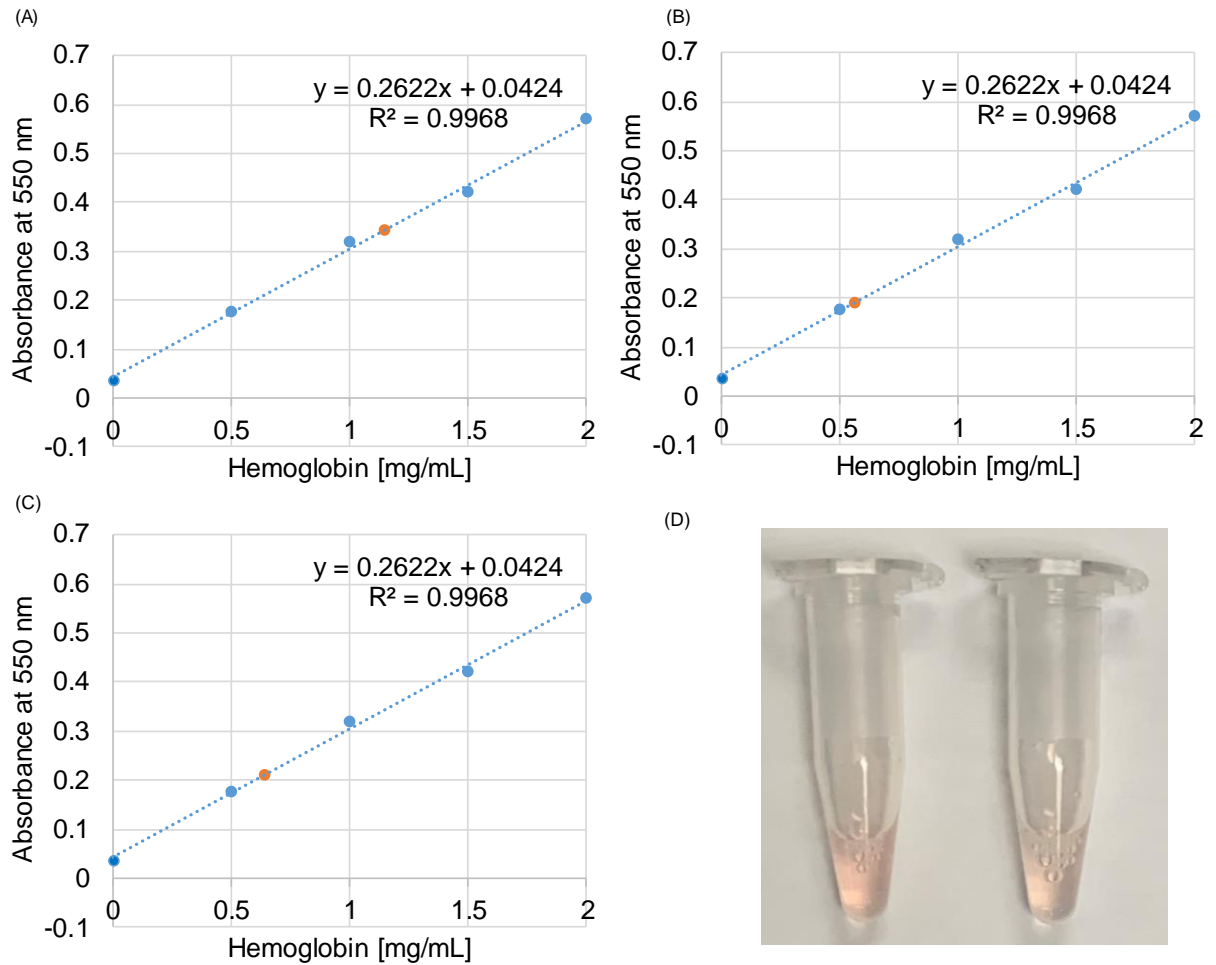 (A)
0.7
0.6
0.5
0.4
0.3
0.2
0.1
0
-0.1
Absorbance at 550 nm
y = 0.2622x + 0.0424
R² = 0.9968
0 0.5 1 1.5 2
Hemoglobin [mg/mL]
(B)
0.7
0.6
0.5
0.4
0.3
0.2
0.1
0
-0.1
Absorbance at 550 nm
y = 0.2622x + 0.0424
R² = 0.9968
0 0.5 1 1.5 2
Hemoglobin [mg/mL]
(C)
0.7
0.6
0.5
0.4
0.3
0.2
0.1
0
-0.1
Absorbance at 550 nm
y = 0.2622x + 0.0424
R² = 0.9968
0 0.5 1 1.5 2
Hemoglobin [mg/mL]
(D)